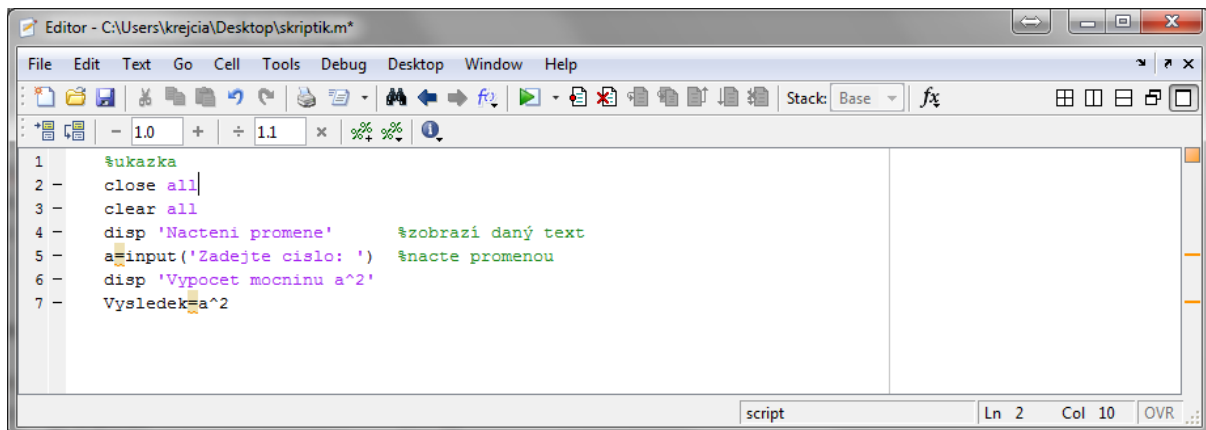 Editor - C:\Users\krejcia\Desktop\skriptik.m*
File Edit Text Go Cell Tools Debug Desktop Window Help
Stack: Base fx
- 1.0 + ÷ 1.1 ×
1 %ukazka
2 - close all
3 - clear all
4 - disp 'Nacteni promene' %zobrazí daný text
5 - a=input('Zadejte cislo: ') %nacte promenou
6 - disp 'Vypocet mocninu a^2'
7 - Vysledek=a^2
script Ln 2 Col 10 OVR